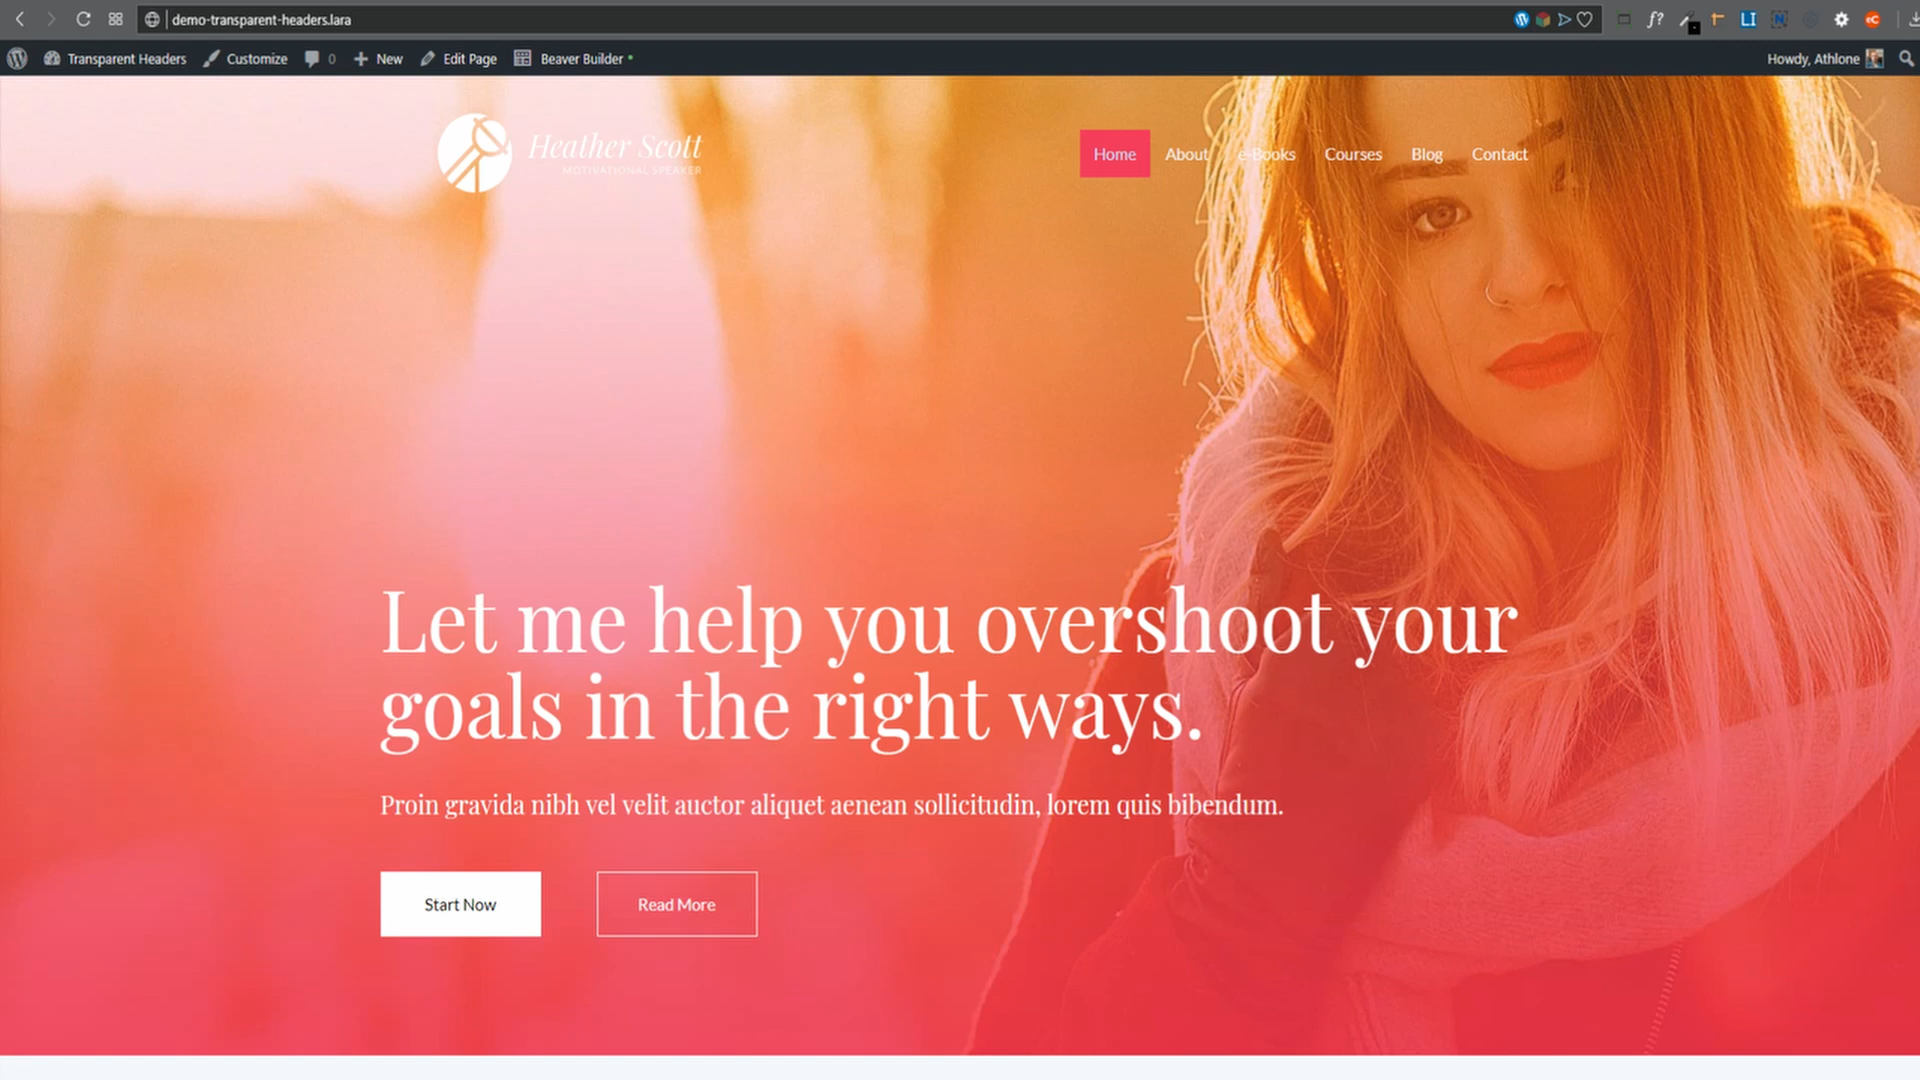 demo-transparent-headers.lara
f?
LI
N
Transparent Headers Customize 0 New Edit Page Beaver Builder
Howdy, Athlone
Heather Scott
MOTIVATIONAL SPEAKER
Home About e-Books Courses Blog Contact
Let me help you overshoot your
goals in the right ways.
Proin gravida nibh vel velit auctor aliquet aenean sollicitudin, lorem quis bibendum.
Start Now Read More